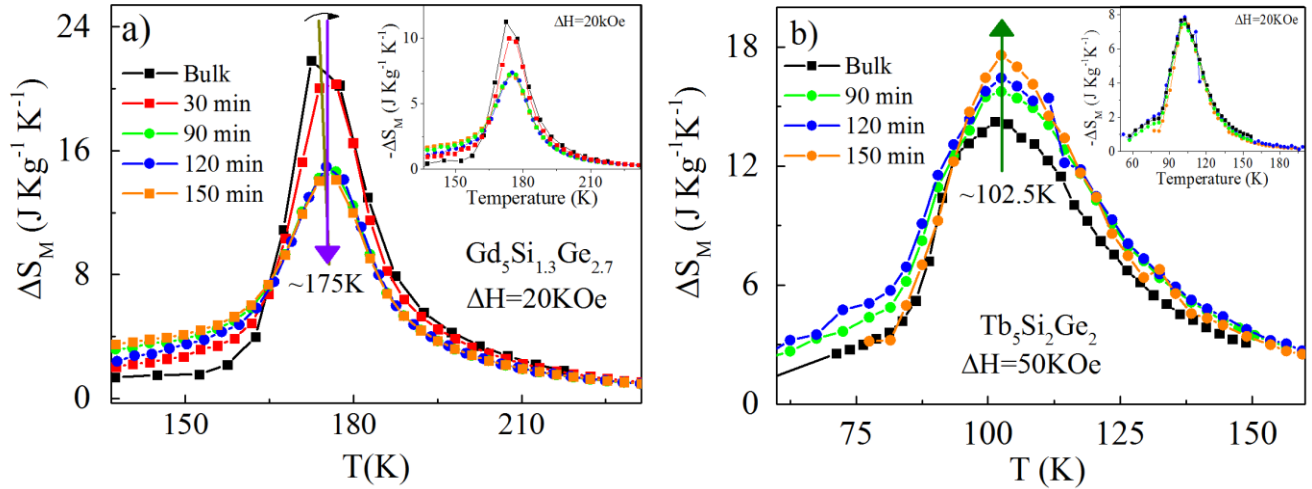 a)
24
16
8
0
ΔS_M (J Kg⁻¹ K⁻¹)
Bulk
30 min
90 min
120 min
150 min
~175K
Gd₅Si₁.₃Ge₂.₇
ΔH=20KOe
150 180 210
T(K)
ΔH=20kOe
-ΔS_M (J Kg⁻¹ K⁻¹)
10
5
0
150 175 210
Temperature (K)
b)
18
12
6
0
ΔS_M (J Kg⁻¹ K⁻¹)
Bulk
90 min
120 min
150 min
~102.5K
Tb₅Si₂Ge₂
ΔH=50KOe
75 100 125 150
T (K)
ΔH=20KOe
-ΔS_M (J Kg⁻¹ K⁻¹)
8
6
4
2
0
60 90 120 150 180
Temperature (K)